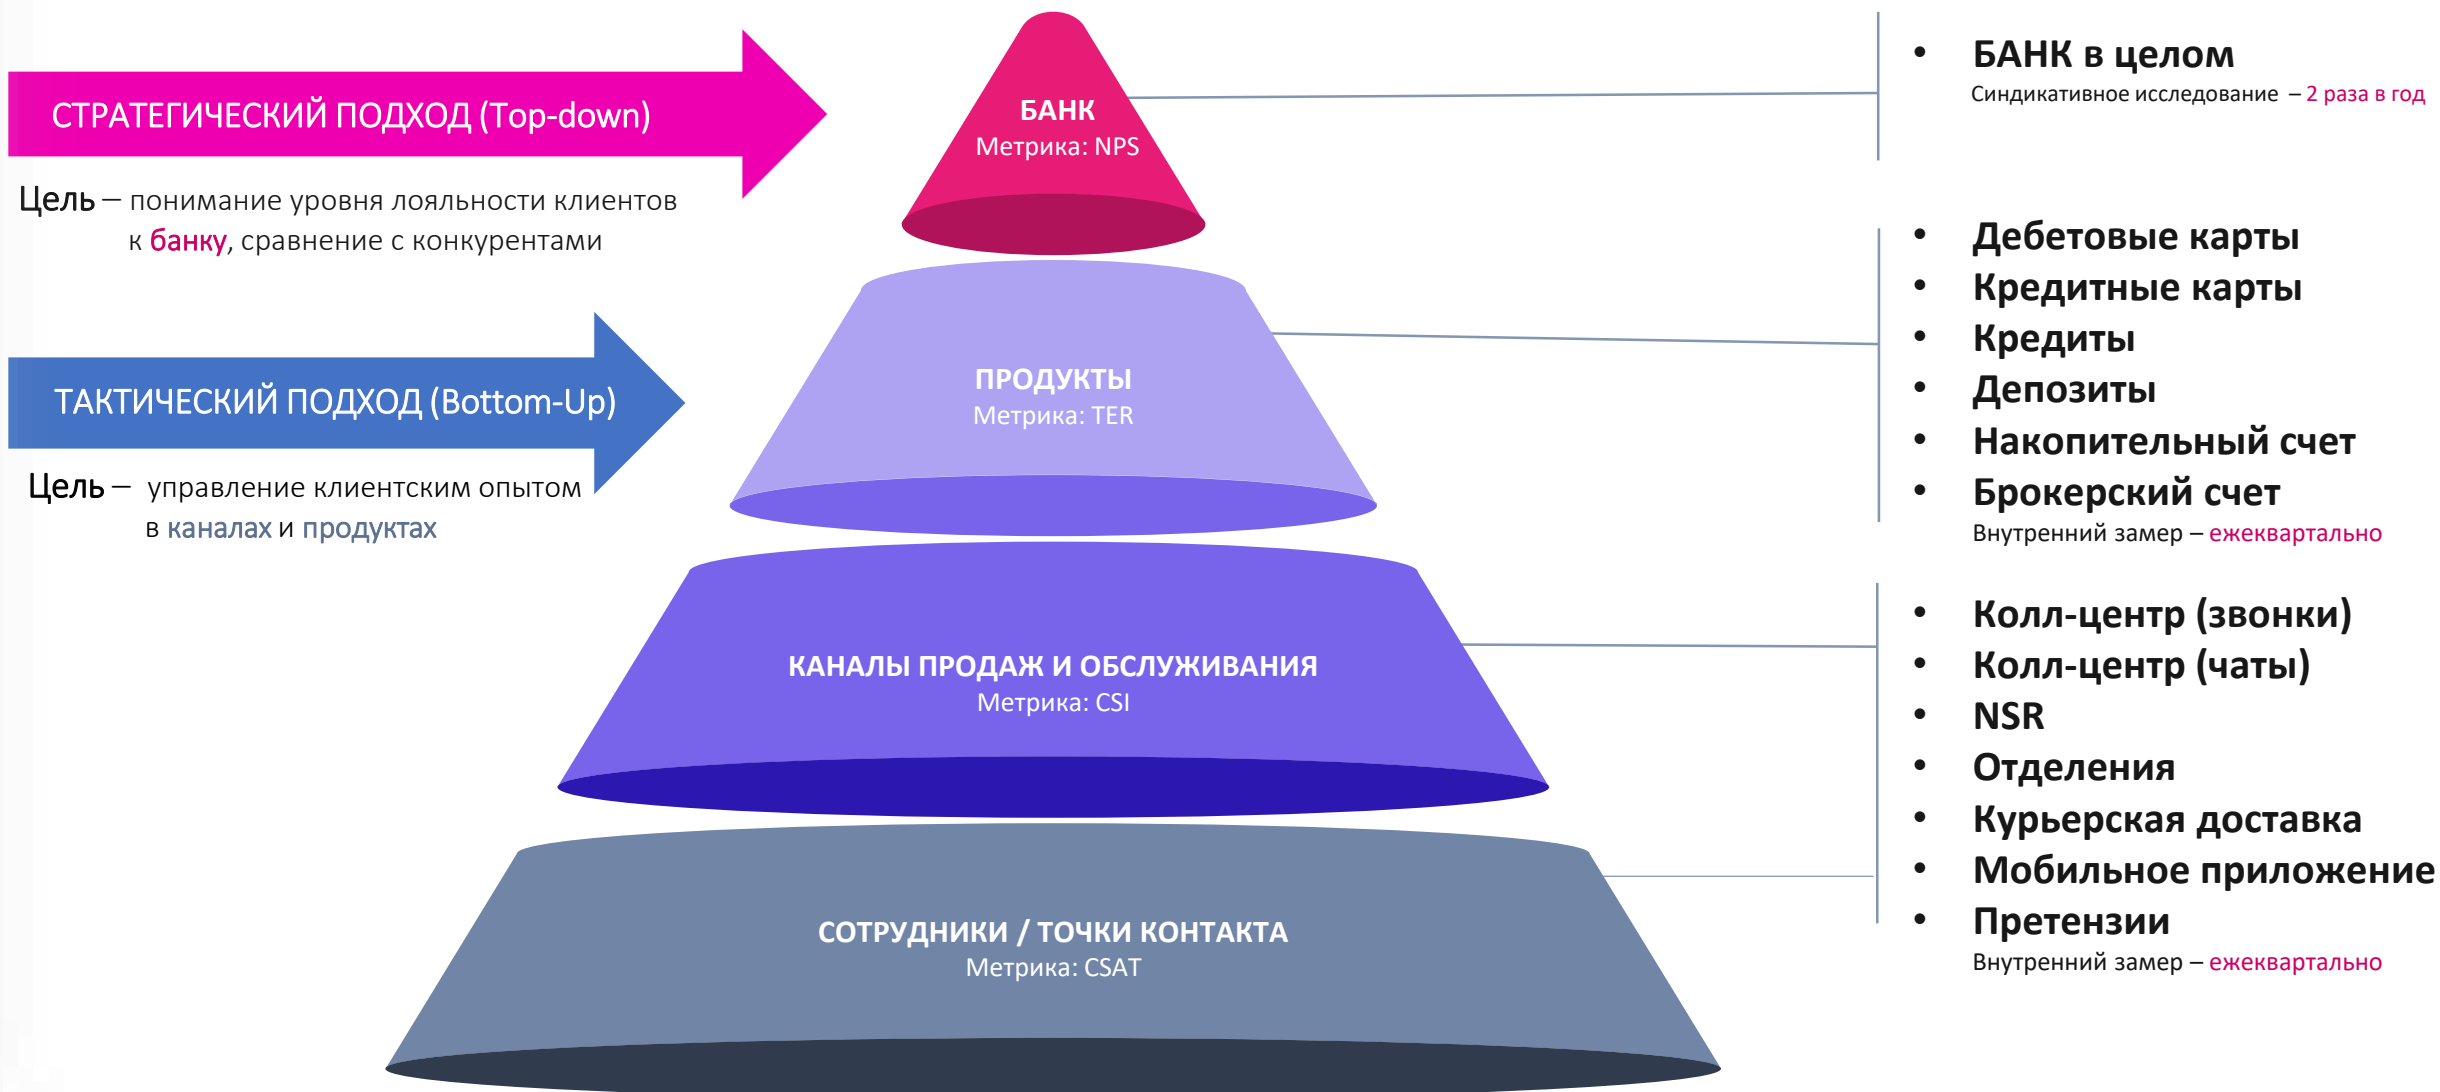 СТРАТЕГИЧЕСКИЙ ПОДХОД (Top-down)
Цель – понимание уровня лояльности клиентов
к банку, сравнение с конкурентами
ТАКТИЧЕСКИЙ ПОДХОД (Bottom-Up)
Цель – управление клиентским опытом
в каналах и продуктах
БАНК
Метрика: NPS
ПРОДУКТЫ
Метрика: TER
КАНАЛЫ ПРОДАЖ И ОБСЛУЖИВАНИЯ
Метрика: CSI
СОТРУДНИКИ / ТОЧКИ КОНТАКТА
Метрика: CSAT
• БАНК в целом
Синдикативное исследование – 2 раза в год
• Дебетовые карты
• Кредитные карты
• Кредиты
• Депозиты
• Накопительный счет
• Брокерский счет
Внутренний замер – ежеквартально
• Колл-центр (звонки)
• Колл-центр (чаты)
• NSR
• Отделения
• Курьерская доставка
• Мобильное приложение
• Претензии
Внутренний замер – ежеквартально